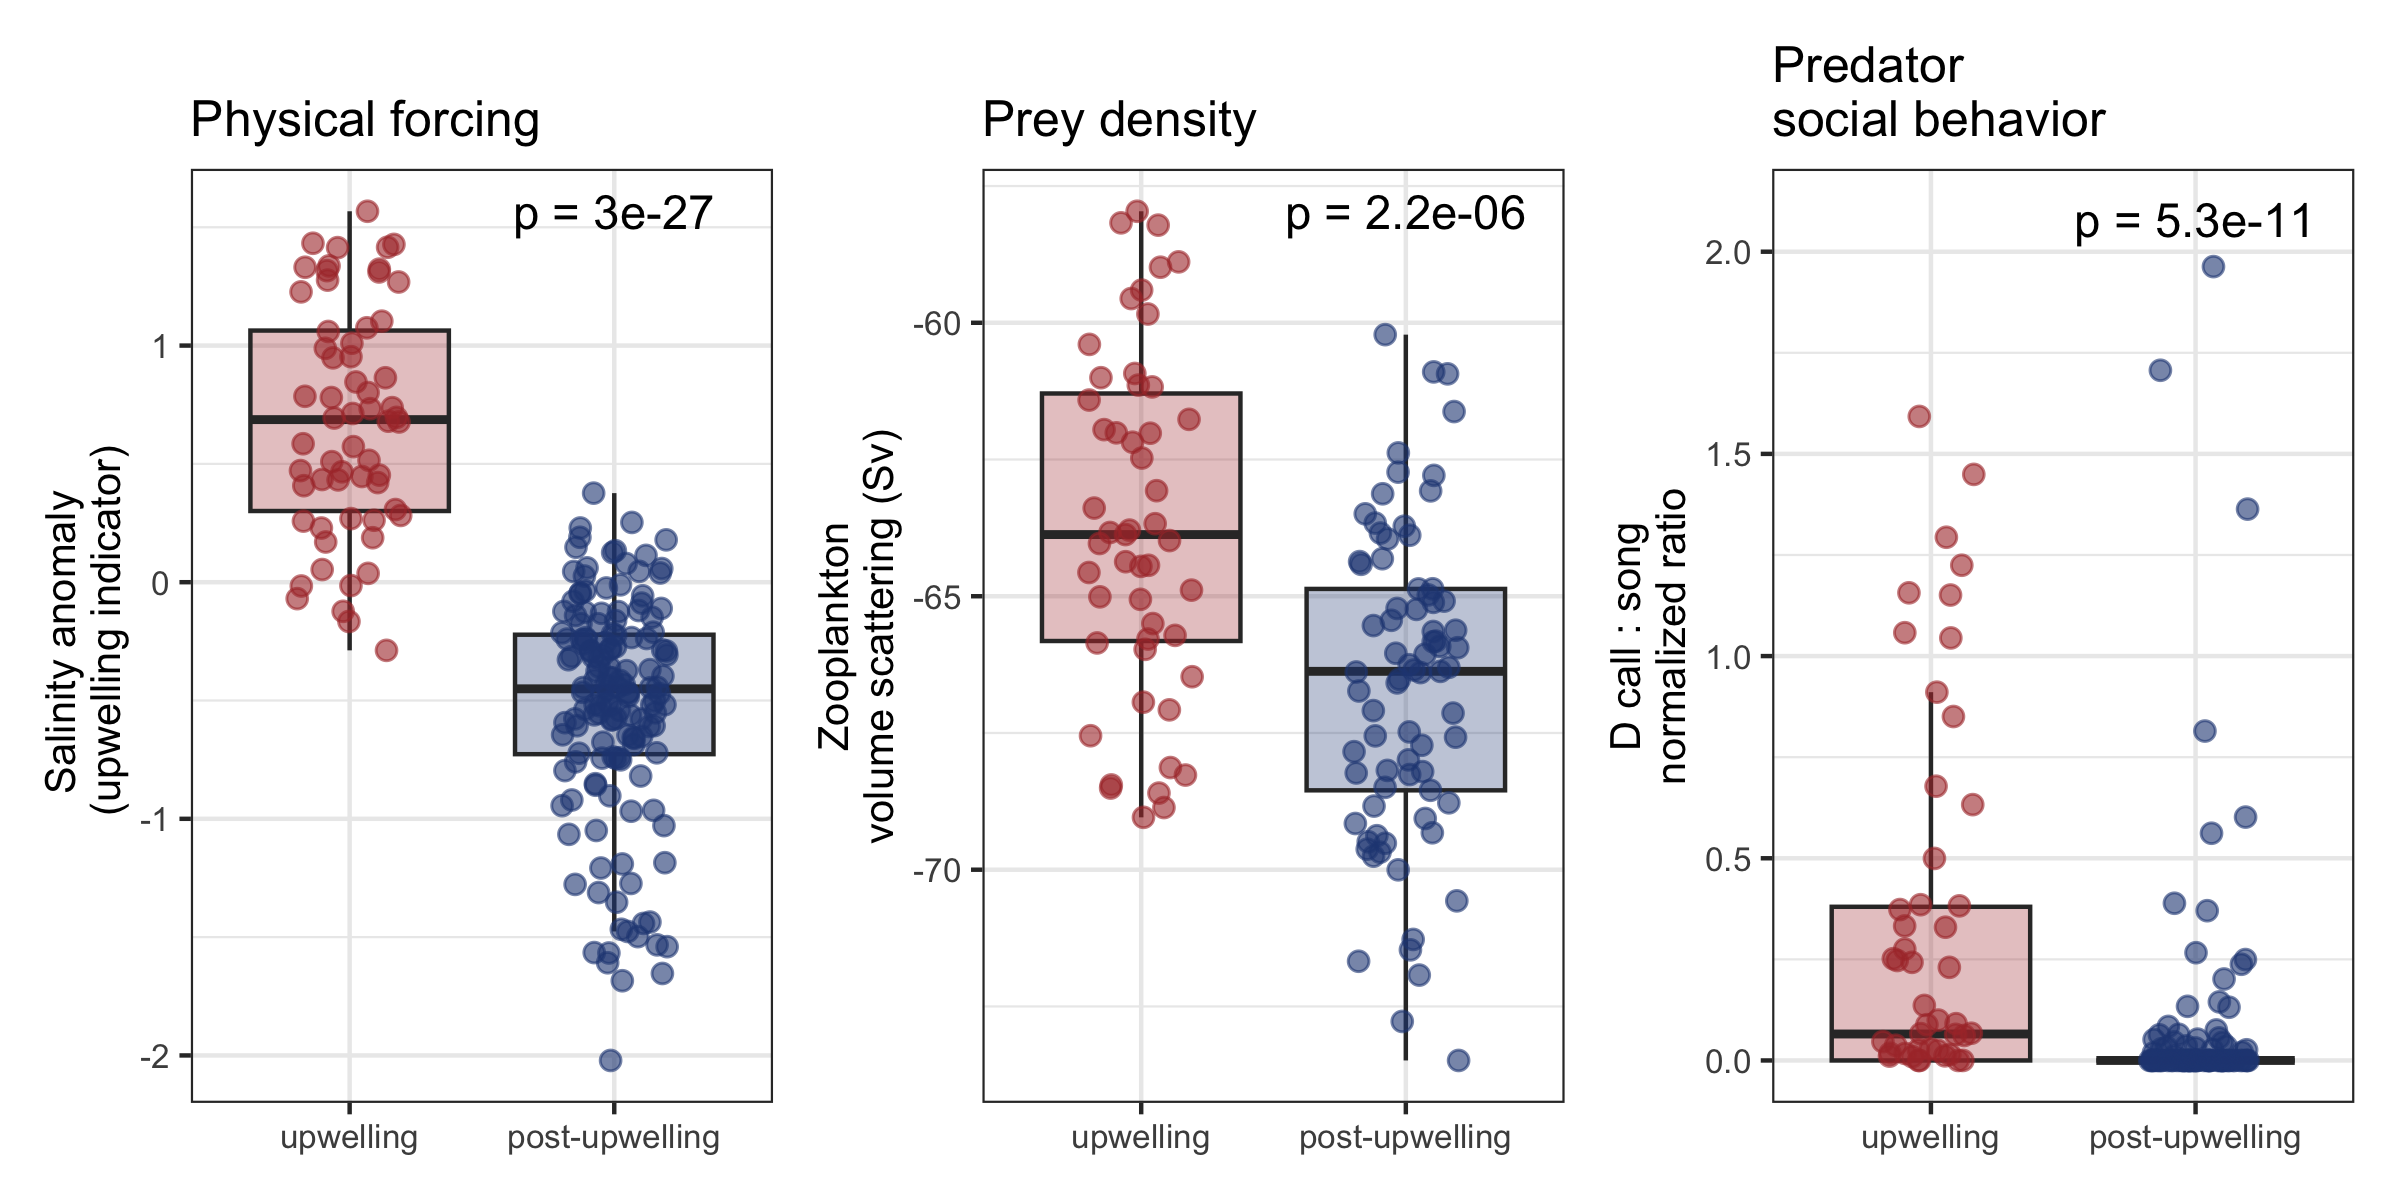 Physical forcing
p = 3e-27
Salinity anomaly
(upwelling indicator)
1
0
-1
-2
upwelling
post-upwelling
Prey density
p = 2.2e-06
Zooplankton
volume scattering (Sv)
-60
-65
-70
upwelling
post-upwelling
Predator
social behavior
p = 5.3e-11
D call : song
normalized ratio
2.0
1.5
1.0
0.5
0.0
upwelling
post-upwelling